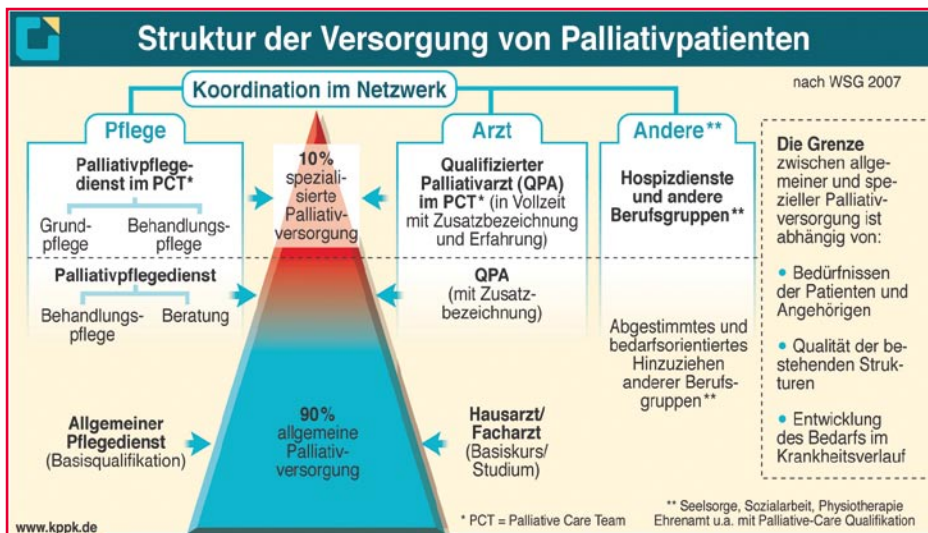 Struktur der Versorgung von Palliativpatienten
nach WSG 2007
Koordination im Netzwerk
Pflege
Palliativpflege-
dienst im PCT*
Grund-
pflege
Behandlungs-
pflege
Palliativpflegedienst
Behandlungs-
pflege
Beratung
Allgemeiner
Pflegedienst
(Basisqualifikation)
10%
speziali-
sierte
Palliativ-
versorgung
90%
allgemeine
Palliativ-
versorgung
Arzt
Qualifizierter
Palliativarzt (QPA)
im PCT* (in Vollzeit
mit Zusatzbezeichnung
und Erfahrung)
QPA
(mit Zusatz-
bezeichnung)
Hausarzt/
Facharzt
(Basiskurs/
Studium)
Andere**
Hospizdienste
und andere
Berufsgruppen**
Abgestimmtes und
bedarfsorientiertes
Hinzuziehen
anderer Berufs-
gruppen**
Die Grenze
zwischen allge-
meiner und spe-
zieller Palliativ-
versorgung ist
abhängig von:
• Bedürfnissen
der Patienten und
Angehörigen
• Qualität der be-
stehenden Struk-
turen
• Entwicklung
des Bedarfs im
Krankheitsverlauf
www.kppk.de
* PCT = Palliative Care Team
** Seelsorge, Sozialarbeit, Physiotherapie
Ehrenamt u.a. mit Palliative-Care Qualifikation